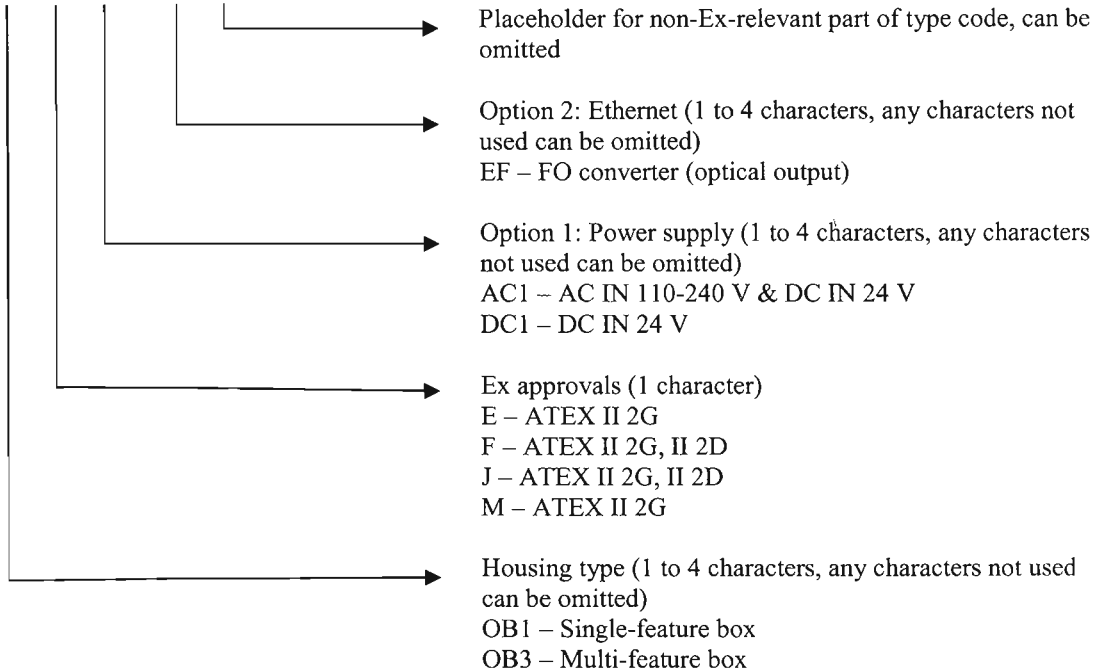 Placeholder for non-Ex-relevant part of type code, can be
omitted
Option 2: Ethernet (1 to 4 characters, any characters not
used can be omitted)
EF – FO converter (optical output)
Option 1: Power supply (1 to 4 characters, any characters
not used can be omitted)
AC1 – AC IN 110-240 V & DC IN 24 V
DC1 – DC IN 24 V
Ex approvals (1 character)
E – ATEX II 2G
F – ATEX II 2G, II 2D
J – ATEX II 2G, II 2D
M – ATEX II 2G
Housing type (1 to 4 characters, any characters not used
can be omitted)
OB1 – Single-feature box
OB3 – Multi-feature box